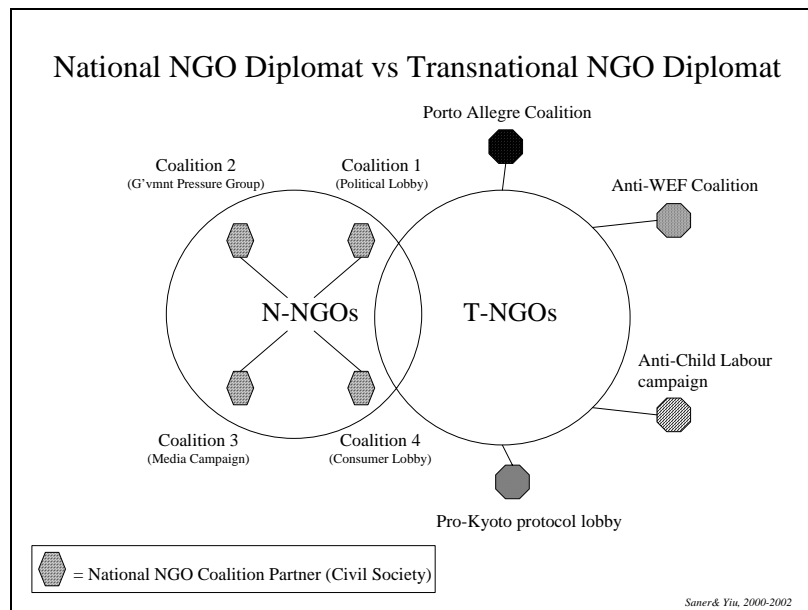 National NGO Diplomat vs Transnational NGO Diplomat
Porto Allegre Coalition
Coalition 2
(G'vmnt Pressure Group)
Coalition 1
(Political Lobby)
Anti-WEF Coalition
N-NGOs
T-NGOs
Anti-Child Labour
campaign
Coalition 3
(Media Campaign)
Coalition 4
(Consumer Lobby)
Pro-Kyoto protocol lobby
= National NGO Coalition Partner (Civil Society)
Saner& Yiu, 2000-2002